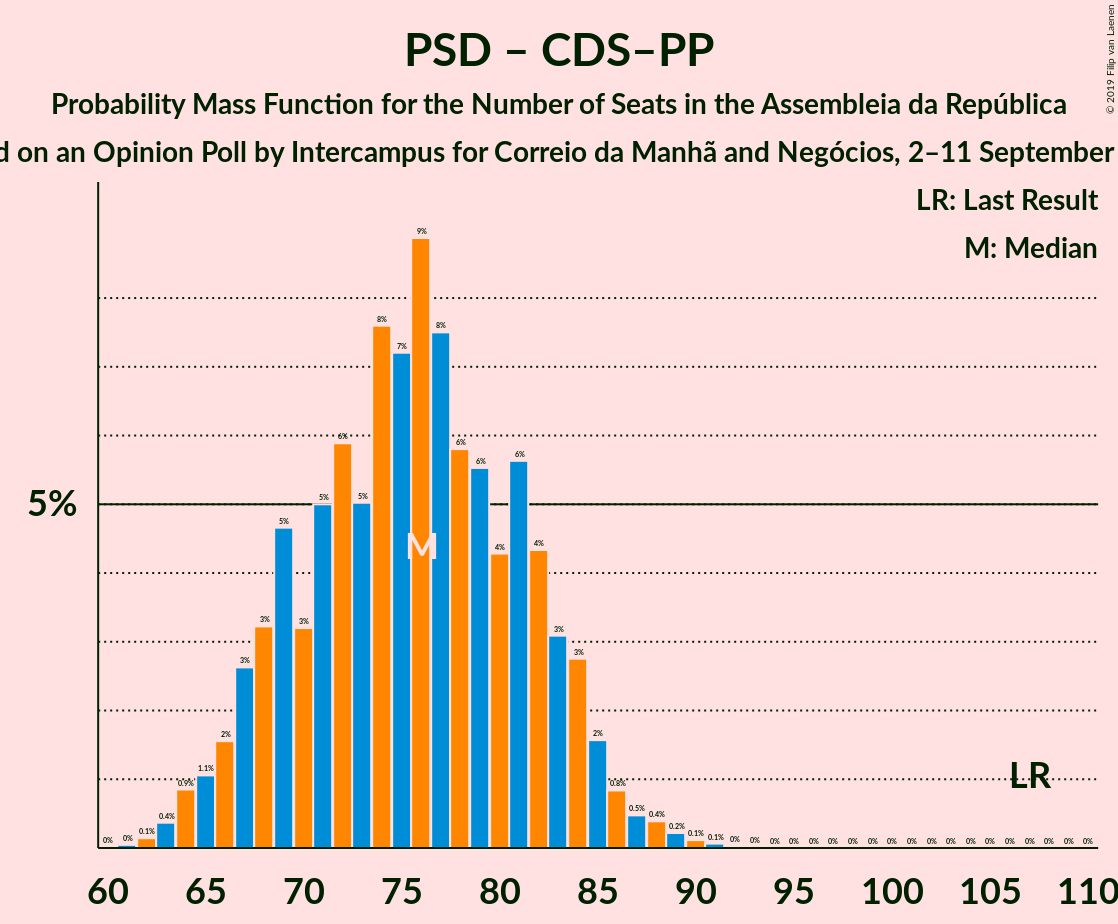 PSD – CDS–PP
Probability Mass Function for the Number of Seats in the Assembleia da República
on an Opinion Poll by Intercampus for Correio da Manhã and Negócios, 2–11 September
© 2019 Filip van Laenen
LR: Last Result
M: Median
5%
0% 0% 0.1% 0.4% 0.9% 1.1% 2% 3% 3% 5% 3% 5% 6% 5% 8% 7% 9% 8% 6% 6% 4% 6% 4% 3% 3% 2% 0.8% 0.5% 0.4% 0.2% 0.1% 0.1% 0% 0% 0% 0% 0% 0% 0% 0% 0% 0% 0% 0% 0% 0% 0% 0% 0% 0% 0%
M
LR
60 65 70 75 80 85 90 95 100 105 110